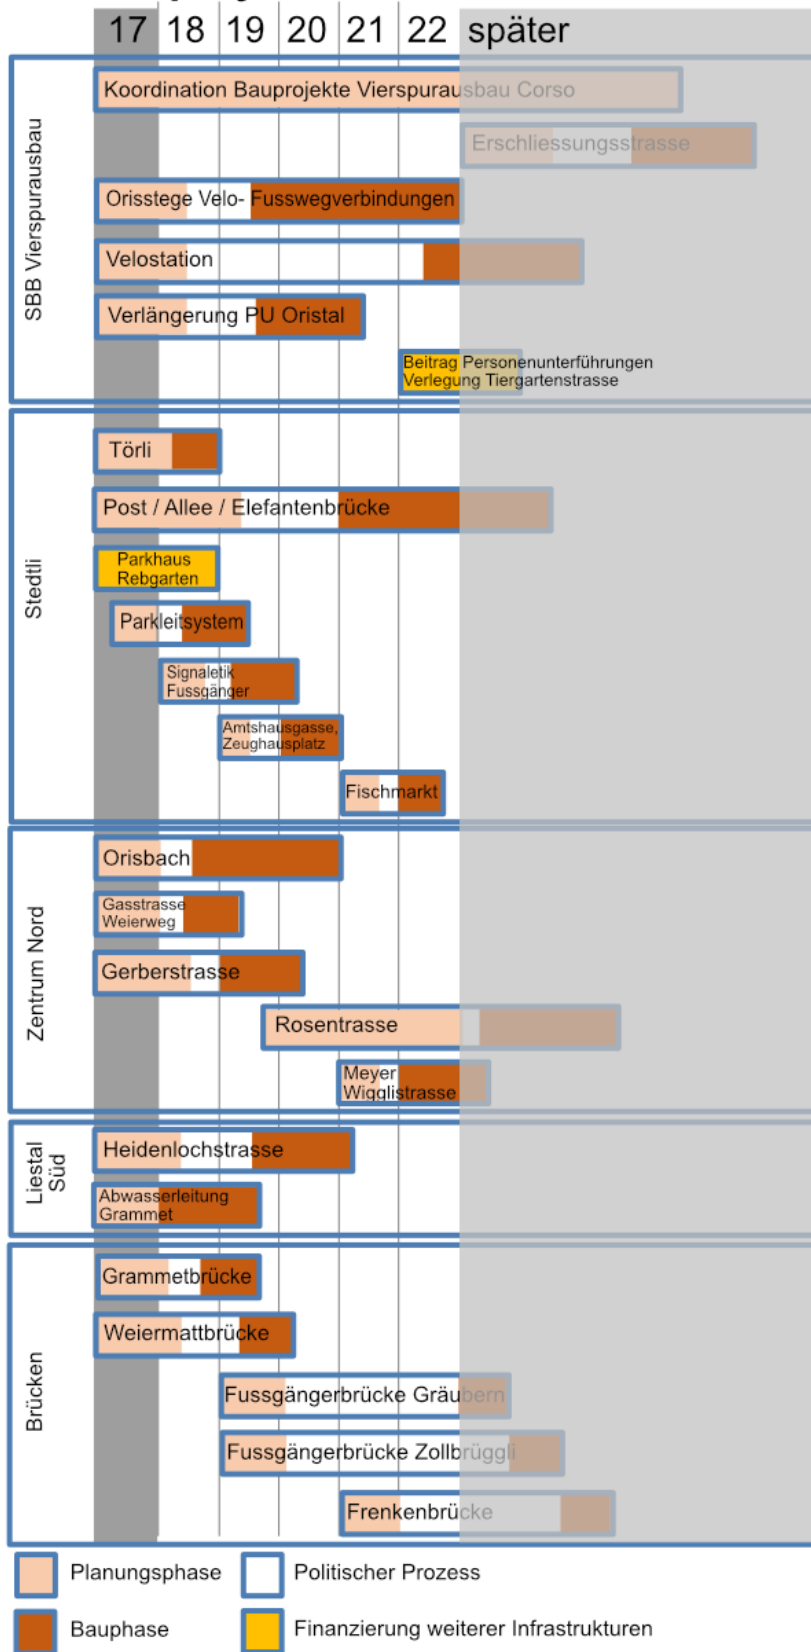 17 18 19 20 21 22 später
SBB Vierspurausbau
Koordination Bauprojekte Vierspurausbau Corso
Erschliessungsstrasse
Orisstege Velo- Fusswegverbindungen
Velostation
Verlängerung PU Oristal
Beitrag Personenunterführungen
Verlegung Tiergartenstrasse
Stedtli
Törli
Post / Allee / Elefantenbrücke
Parkhaus
Rebgarten
Parkleitsystem
Signaletik
Fussgänger
Amtshausgasse,
Zeughausplatz
Fischmarkt
Zentrum Nord
Orisbach
Gasstrasse
Weierweg
Gerberstrasse
Rosentrasse
Meyer
Wigglistrasse
Liestal
Süd
Heidenlochstrasse
Abwasserleitung
Grammet
Brücken
Grammetbrücke
Weiermattbrücke
Fussgängerbrücke Gräubern
Fussgängerbrücke Zollbrüggli
Frenkenbrücke
Planungsphase
Politischer Prozess
Bauphase
Finanzierung weiterer Infrastrukturen